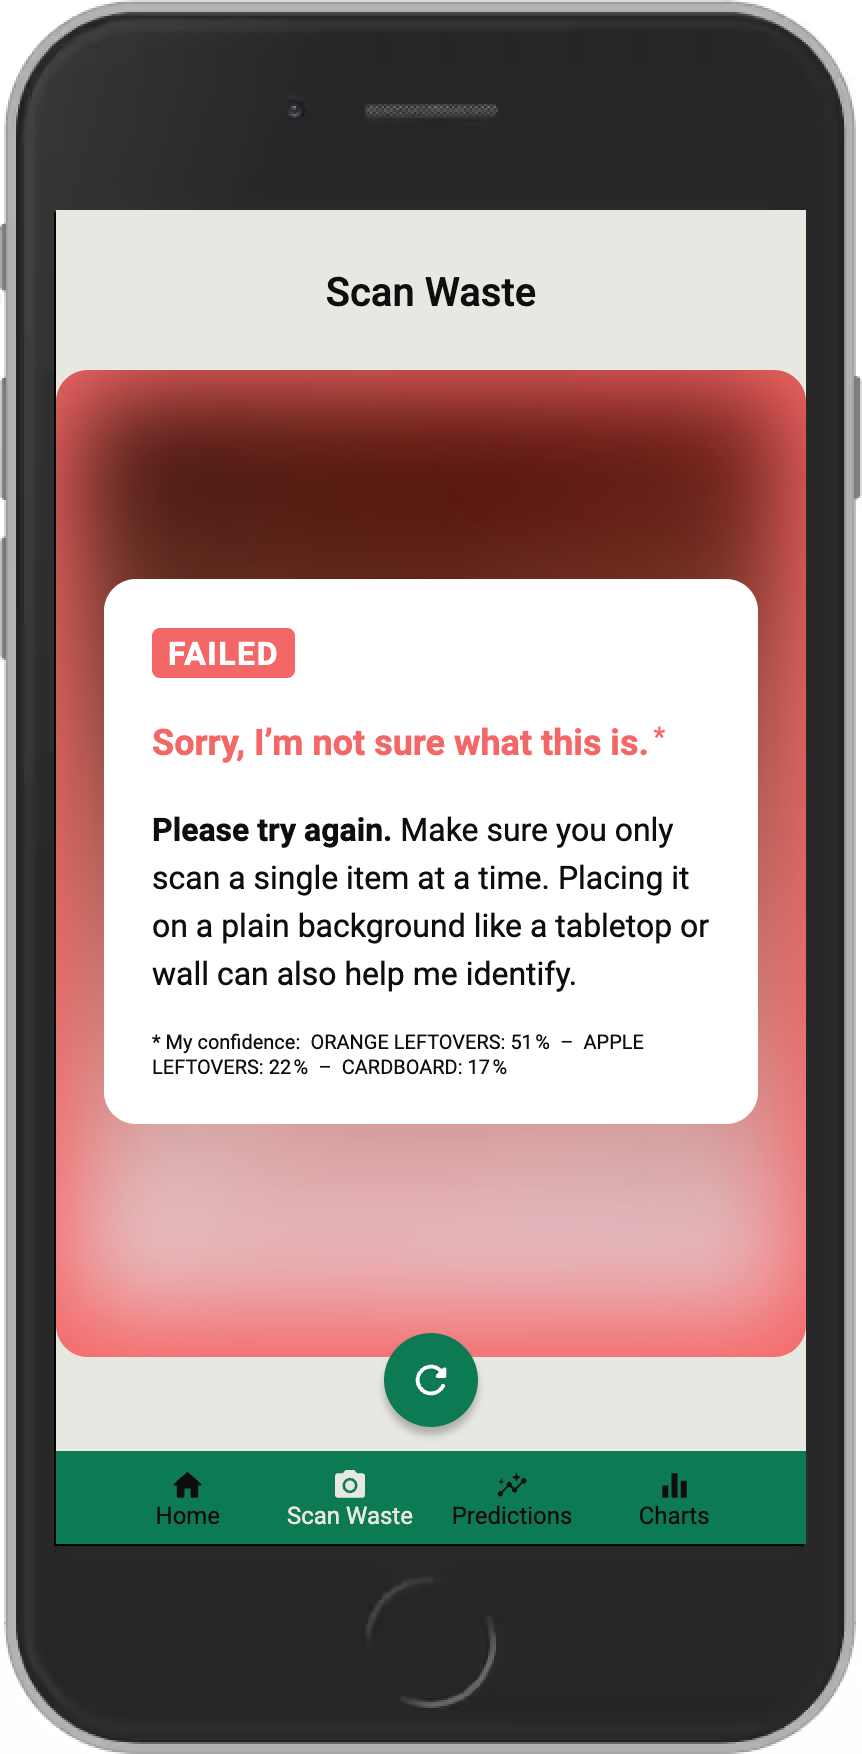 Scan Waste
FAILED
Sorry, I’m not sure what this is.*
Please try again. Make sure you only
scan a single item at a time. Placing it
on a plain background like a tabletop or
wall can also help me identify.
* My confidence: ORANGE LEFTOVERS: 51% – APPLE
LEFTOVERS: 22% – CARDBOARD: 17%
Home
Scan Waste
Predictions
Charts